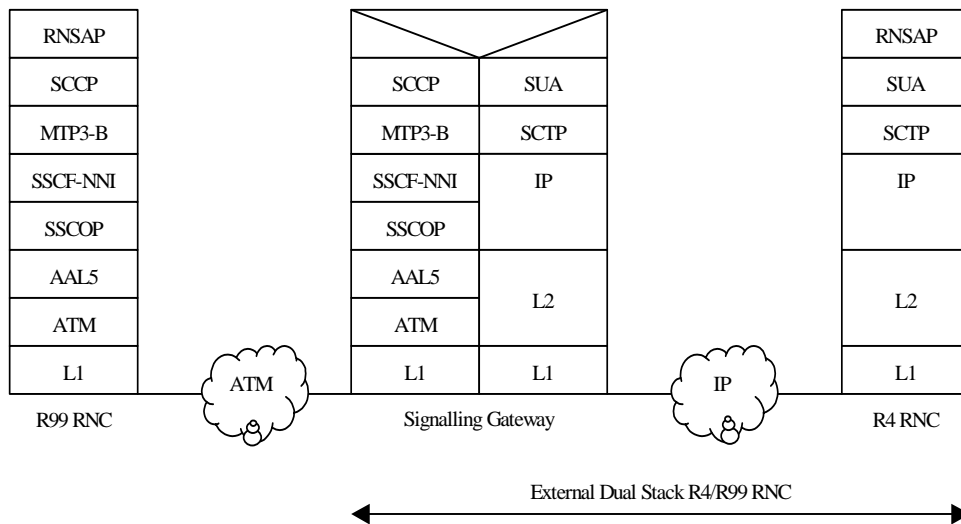 RNSAP
SCCP
MTP3-B
SSCF-NNI
SSCOP
AAL5
ATM
L1
R99 RNC
ATM
SCCP
MTP3-B
SSCF-NNI
SSCOP
AAL5
ATM
L1
SUA
SCTP
IP
L2
L1
Signalling Gateway
IP
RNSAP
SUA
SCTP
IP
L2
L1
R4 RNC
External Dual Stack R4/R99 RNC